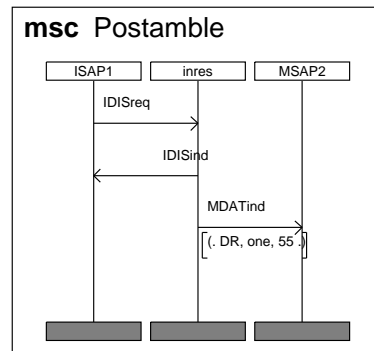 msc Postamble
ISAP1 inres MSAP2
IDISreq
IDISind
MDATind
(. DR, one, 55 .)